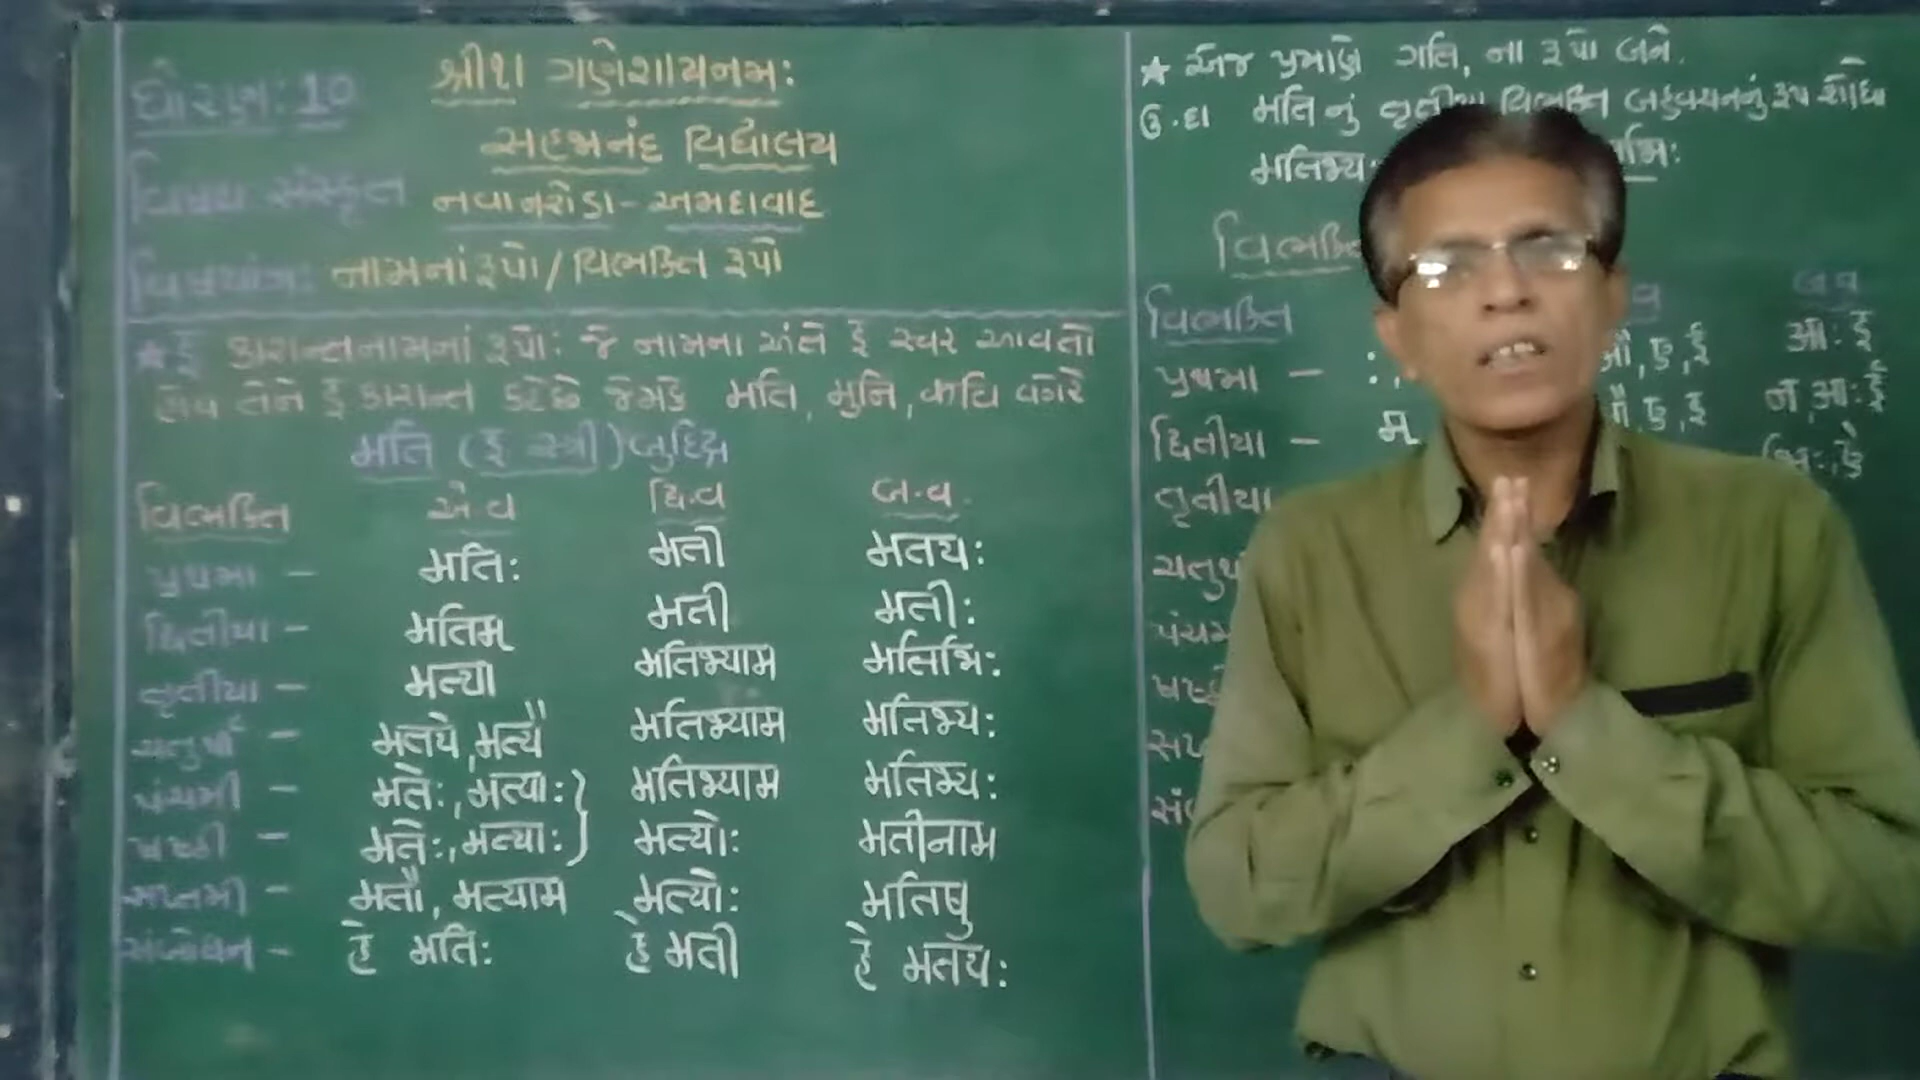 ધોરણ: 10
શ્રી શ ગણેશાયનમ:
સહજાનંદ વિદ્યાલય
વિષય સંસ્કૃત
નવાનરોડા - અમદાવાદ
વિષયાંગ: નામનાં રૂપો / વિભક્તિ રૂપો
★ ઈ કારાન્તનામનાં રૂપો: જે નામના અંતે ઈ સ્વર આવતો
હોય તેને ઈ કારાન્ત કહેછે જેમકે મતિ, મુનિ, કવિ વગેરે
મતિ (इ સ્ત્રી) બુદ્ધિ
વિભક્તિ એ.વ દ્વિ.વ બ.વ.
પ્રથમા – मतिः मती मतयः
દ્વિતીયા – मतिम् मती मतीः
તૃતીયા – मत्या मतिभ्याम मतिभिः
ચતુર્થી – मतये, मत्यै मतिभ्याम मतिभ्यः
પંચમી – मतेः, मत्याः } मतिभ्याम मतिभ्यः
ષષ્ઠી – मतेः, मत्याः } मत्योः मतीनाम
સપ્તમી – मतौ, मत्याम मत्योः मतिषु
સંબોધન – हे मतिः हे मती हे मतयः
★ એજ પ્રમાણે ગતિ, ના રૂપો બને.
ઉ.દા મતિ નું તૃતીયા વિભક્તિ બહુવચનનું રૂપ શોધો
मतिभ्यः
વિભક્તિ
વિભક્તિ બ.વ
પ્રથમા –
દ્વિતીયા – म्
તૃતીયા